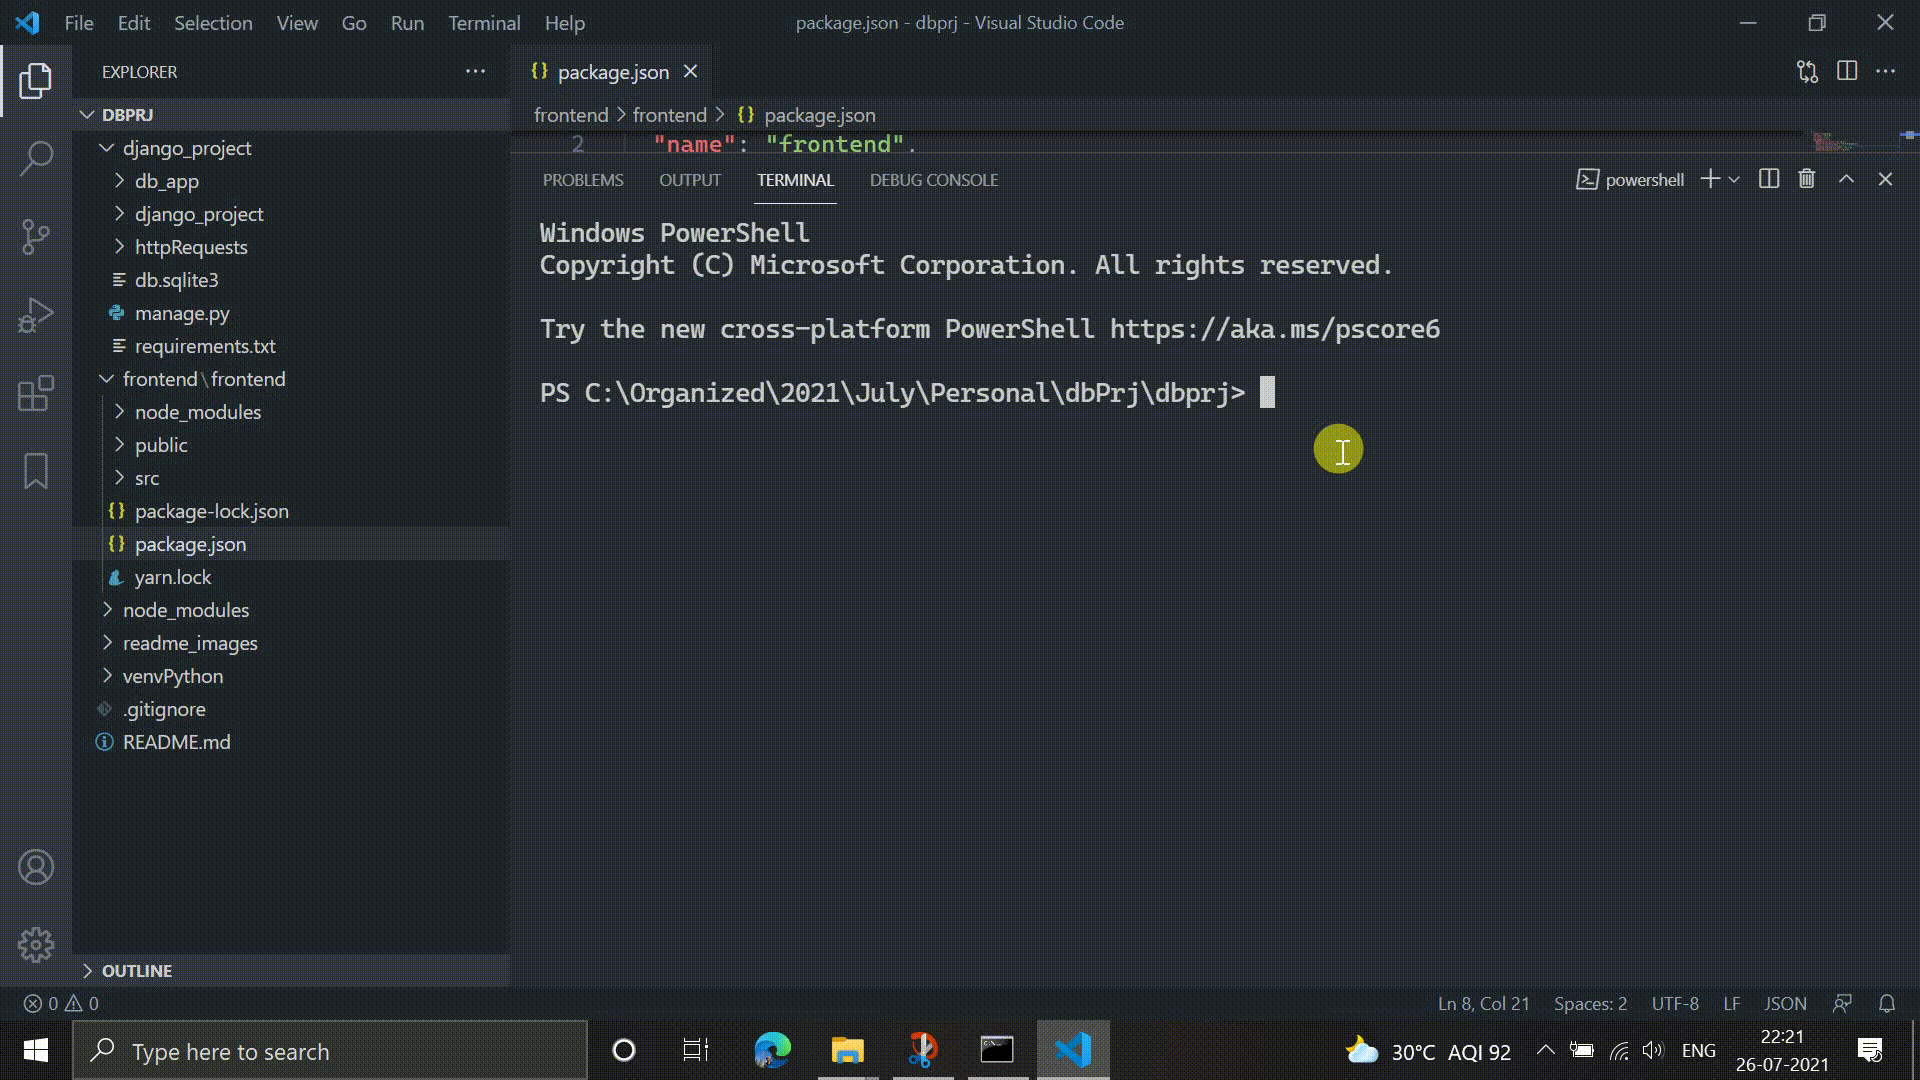 File Edit Selection View Go Run Terminal Help
package.json - dbprj - Visual Studio Code
EXPLORER
DBPRJ
django_project
db_app
django_project
httpRequests
db.sqlite3
manage.py
requirements.txt
frontend\frontend
node_modules
public
src
package-lock.json
package.json
yarn.lock
node_modules
readme_images
venvPython
.gitignore
README.md
OUTLINE
package.json
frontend > frontend > {} package.json
2 "name": "frontend",
PROBLEMS OUTPUT TERMINAL DEBUG CONSOLE
powershell
Windows PowerShell
Copyright (C) Microsoft Corporation. All rights reserved.
Try the new cross-platform PowerShell https://aka.ms/pscore6
PS C:\Organized\2021\July\Personal\dbPrj\dbprj>
0 0
Ln 8, Col 21 Spaces: 2 UTF-8 LF JSON
Type here to search
30°C AQI 92
ENG
22:21
26-07-2021